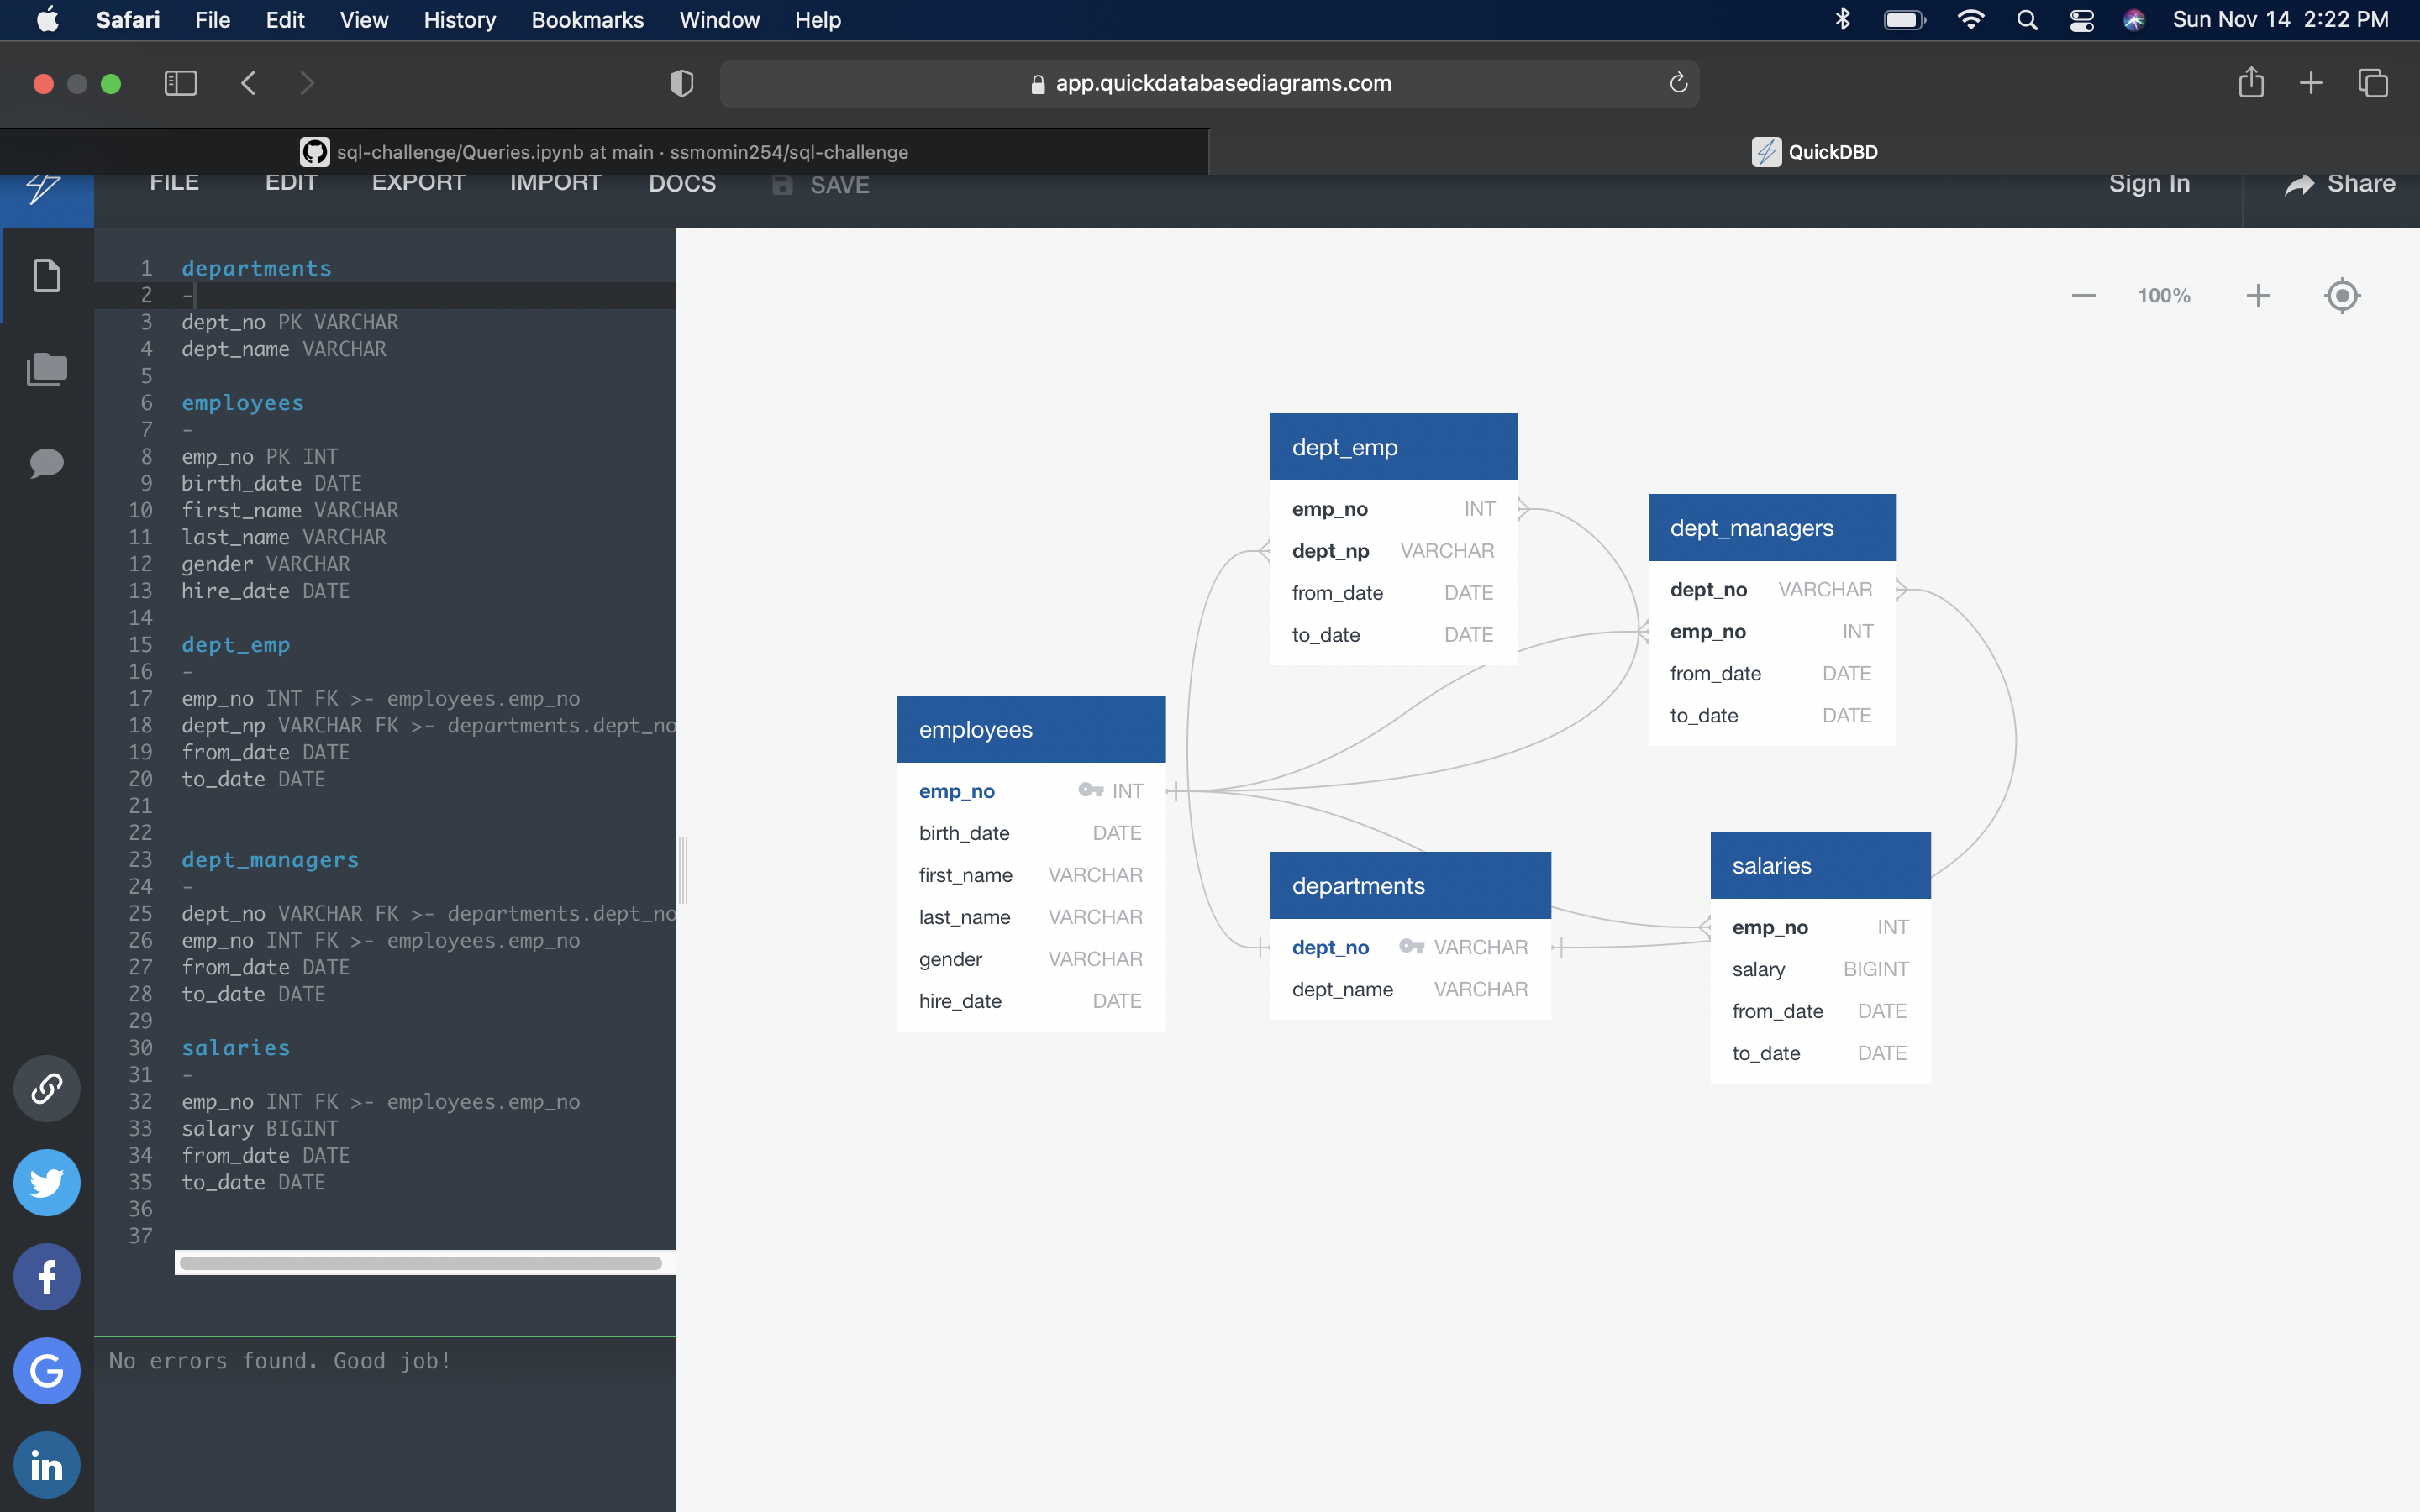 Safari File Edit View History Bookmarks Window Help Sun Nov 14 2:22 PM
app.quickdatabasediagrams.com
sql-challenge/Queries.ipynb at main · ssmomin254/sql-challenge
QuickDBD
FILE EDIT EXPORT IMPORT DOCS SAVE Sign In Share
1 departments
2 -
3 dept_no PK VARCHAR
4 dept_name VARCHAR
5
6 employees
7 -
8 emp_no PK INT
9 birth_date DATE
10 first_name VARCHAR
11 last_name VARCHAR
12 gender VARCHAR
13 hire_date DATE
14
15 dept_emp
16 -
17 emp_no INT FK >- employees.emp_no
18 dept_np VARCHAR FK >- departments.dept_no
19 from_date DATE
20 to_date DATE
21
22
23 dept_managers
24 -
25 dept_no VARCHAR FK >- departments.dept_no
26 emp_no INT FK >- employees.emp_no
27 from_date DATE
28 to_date DATE
29
30 salaries
31 -
32 emp_no INT FK >- employees.emp_no
33 salary BIGINT
34 from_date DATE
35 to_date DATE
36
37
No errors found. Good job!
100%
dept_emp
emp_no INT
dept_np VARCHAR
from_date DATE
to_date DATE
dept_managers
dept_no VARCHAR
emp_no INT
from_date DATE
to_date DATE
employees
emp_no INT
birth_date DATE
first_name VARCHAR
last_name VARCHAR
gender VARCHAR
hire_date DATE
departments
dept_no VARCHAR
dept_name VARCHAR
salaries
emp_no INT
salary BIGINT
from_date DATE
to_date DATE